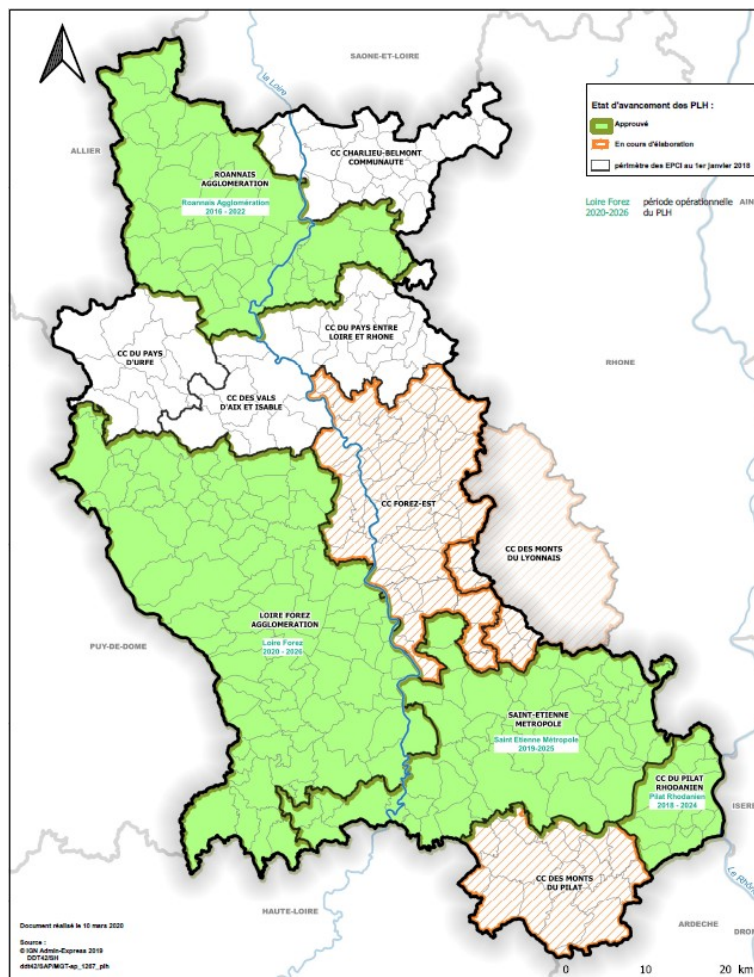 SAONE-ET-LOIRE
la Loire
Etat d'avancement des PLH :
Approuvé
En cours d'élaboration
périmètre des EPCI au 1er janvier 2018
Loire Forez
2020-2026
période opérationnelle
du PLH
AIN
ALLIER
CC CHARLIEU-BELMONT
COMMUNAUTE
ROANNAIS
AGGLOMERATION
Roannais Agglomération
2016 - 2022
CC DU PAYS ENTRE
LOIRE ET RHONE
CC DU PAYS
D'URFE
RHONE
CC DES VALS
D'AIX ET ISABLE
CC FOREZ-EST
CC DES MONTS
DU LYONNAIS
LOIRE FOREZ
AGGLOMERATION
Loire Forez
2020 - 2026
PUY-DE-DOME
SAINT-ETIENNE
METROPOLE
Saint Etienne Métropole
2019-2025
CC DU PILAT
RHODANIEN
Pilat Rhodanien
2018 - 2024
ISERE
CC DES MONTS
DU PILAT
Le Rhône
HAUTE-LOIRE
ARDECHE
DROM
Document réalisé le 10 mars 2020
Source :
© IGN Admin-Express 2019
DDT42/SH
ddt42/SAP/MGT-ap_1267_plh
0 10 20 km